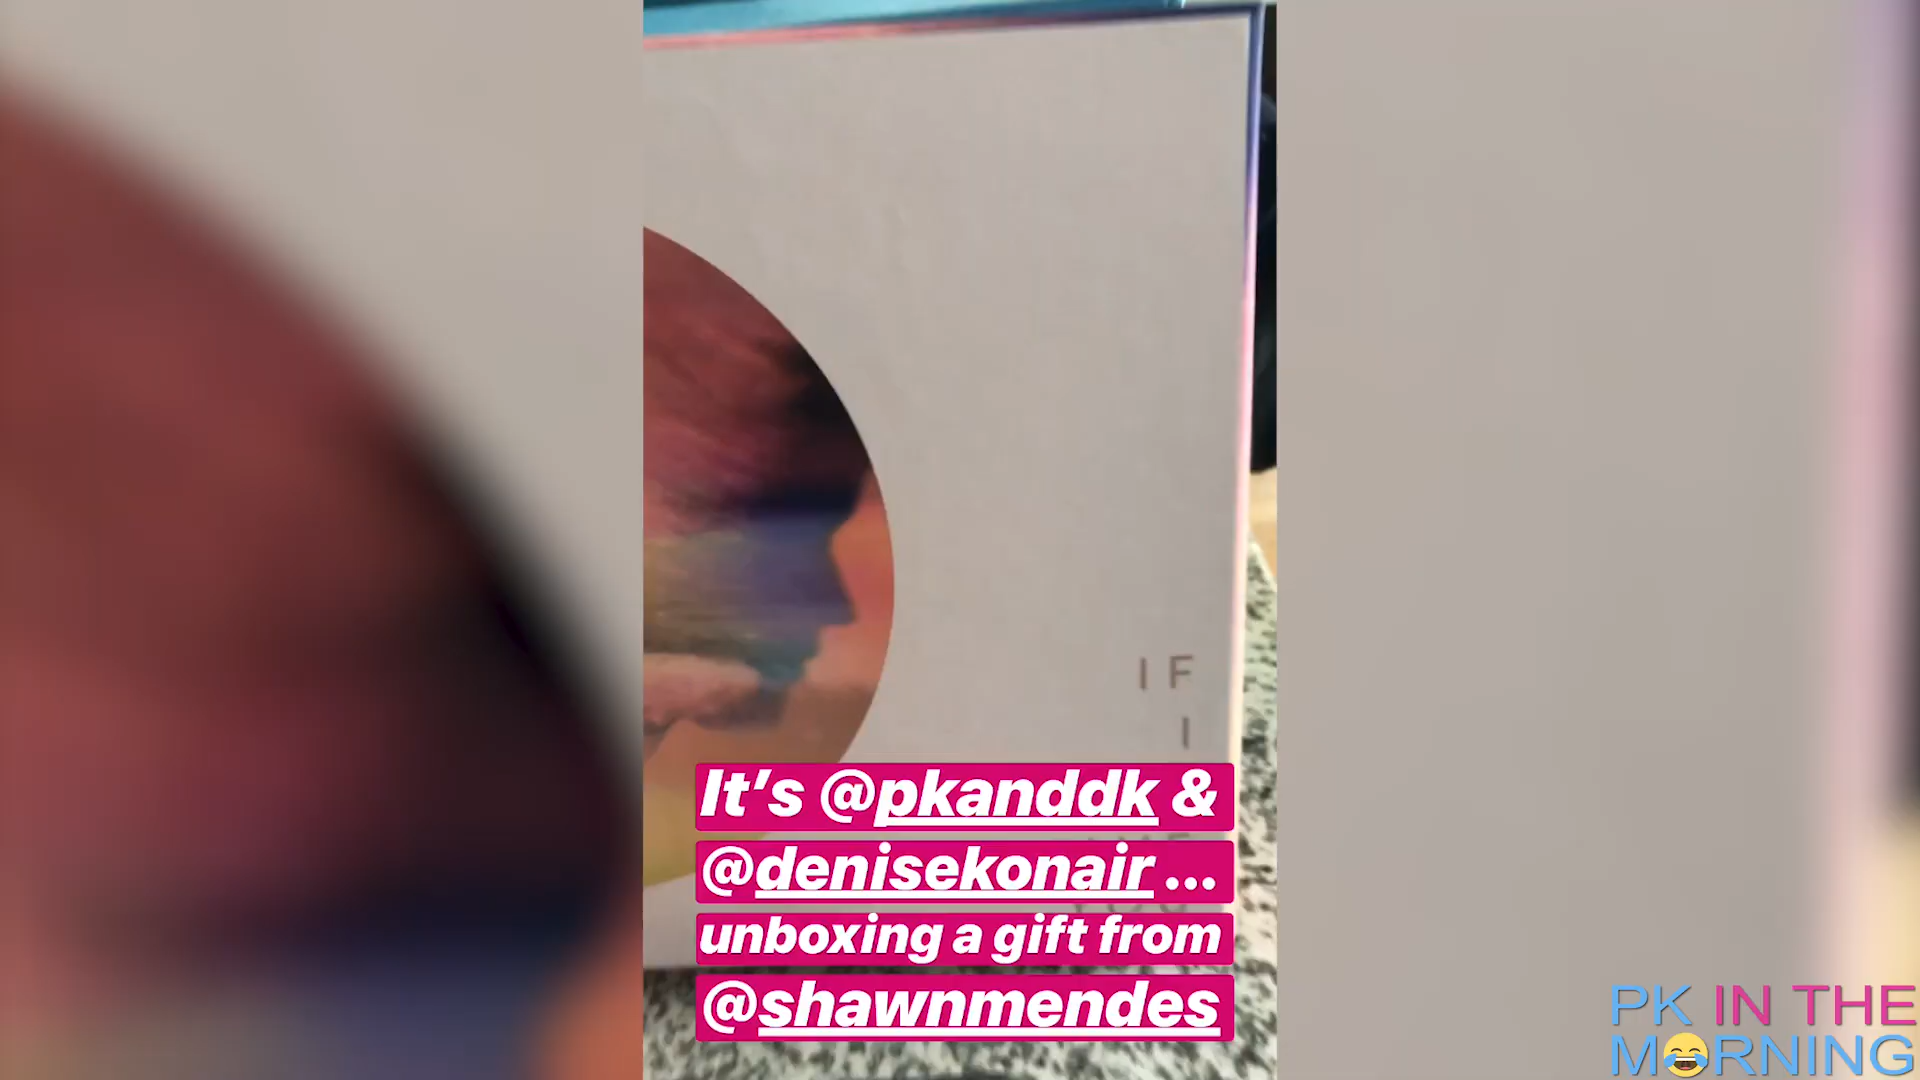 IF
I
It’s @pkanddk &
@denisekonair ...
unboxing a gift from
@shawnmendes
PK IN THE
MORNING